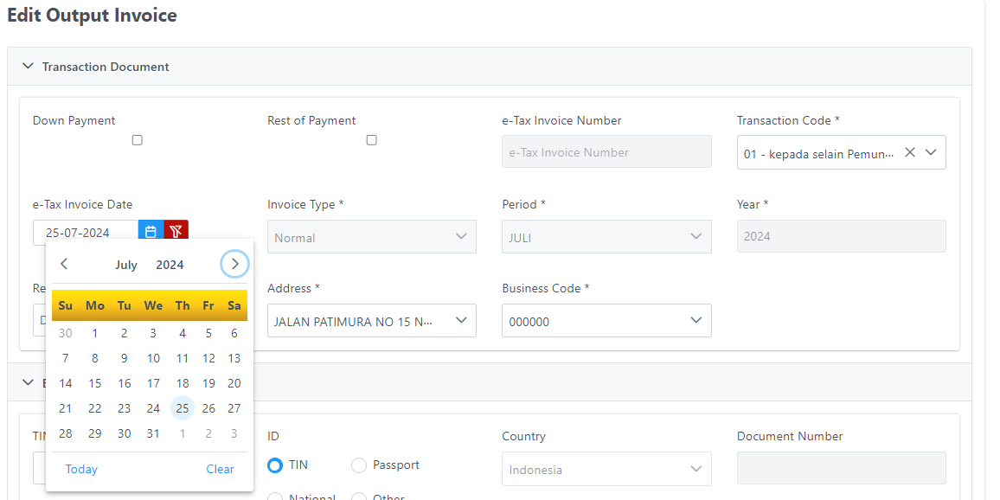 Edit Output Invoice
Transaction Document
Down Payment Rest of Payment e-Tax Invoice Number Transaction Code *
e-Tax Invoice Number 01 - kepada selain Pemun...
e-Tax Invoice Date Invoice Type * Period * Year *
25-07-2024 Normal JULI 2024
July 2024
Address * Business Code *
Su Mo Tu We Th Fr Sa
JALAN PATIMURA NO 15 N... 000000
30 1 2 3 4 5 6
7 8 9 10 11 12 13
14 15 16 17 18 19 20
21 22 23 24 25 26 27
28 29 30 31 1 2 3
ID Country Document Number
Today Clear
TIN Passport Indonesia
National Other